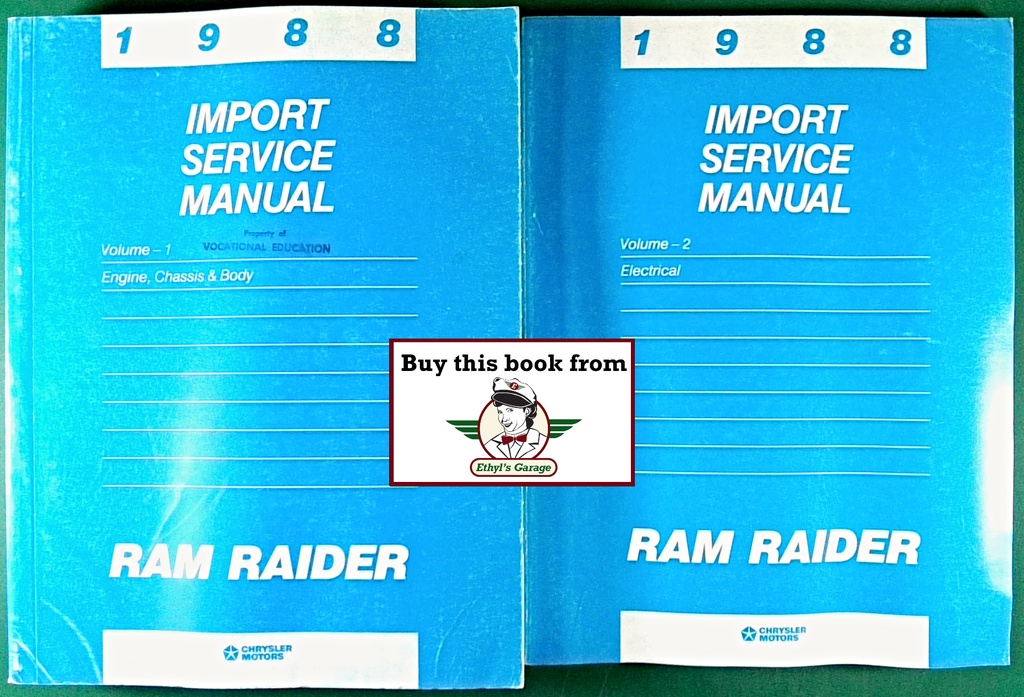 1 9 8 8
IMPORT
SERVICE
MANUAL
Property of
VOCATIONAL EDUCATION
Volume – 1
Engine, Chassis & Body
RAM RAIDER
CHRYSLER
MOTORS
1 9 8 8
IMPORT
SERVICE
MANUAL
Volume – 2
Electrical
RAM RAIDER
CHRYSLER
MOTORS
Buy this book from
Ethyl's Garage